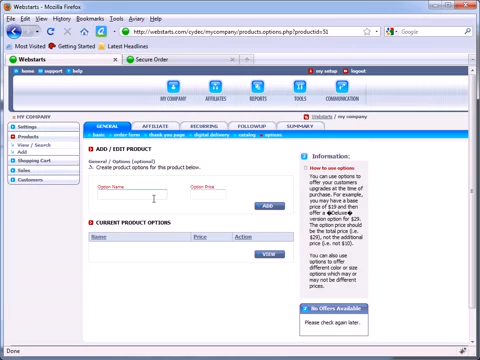 Webstarts - Mozilla Firefox
File Edit View History Bookmarks Tools Aviary Help
http://webstarts.com/cydec/mycompany/products.options.php?productid=51
Google
Most Visited Getting Started Latest Headlines
Webstarts Secure Order
home support help my setup logout
MY COMPANY AFFILIATES REPORTS TOOLS COMMUNICATION
MY COMPANY Webstarts / my company
Settings
Products
View / Search
Add
Shopping Cart
Sales
Customers
GENERAL AFFILIATE RECURRING FOLLOWUP SUMMARY
basic order form thank you page digital delivery catalog options
ADD / EDIT PRODUCT
General / Options (optional)
Create product options for this product below.
Option Name Option Price
ADD
CURRENT PRODUCT OPTIONS
Name Price Action
VIEW
Information:
How to use options
You can use options to
offer your customers
upgrades at the time of
purchase. For example,
you may have a base
price of $19 and then
offer a �Deluxe�
version option for $29.
The option price should
be the total price (i.e.
$29), not the additional
price (i.e. not $10).
You can also use
options to offer
different color or size
options which may or
may not be different
prices.
No Offers Available
Please check again later.
Done